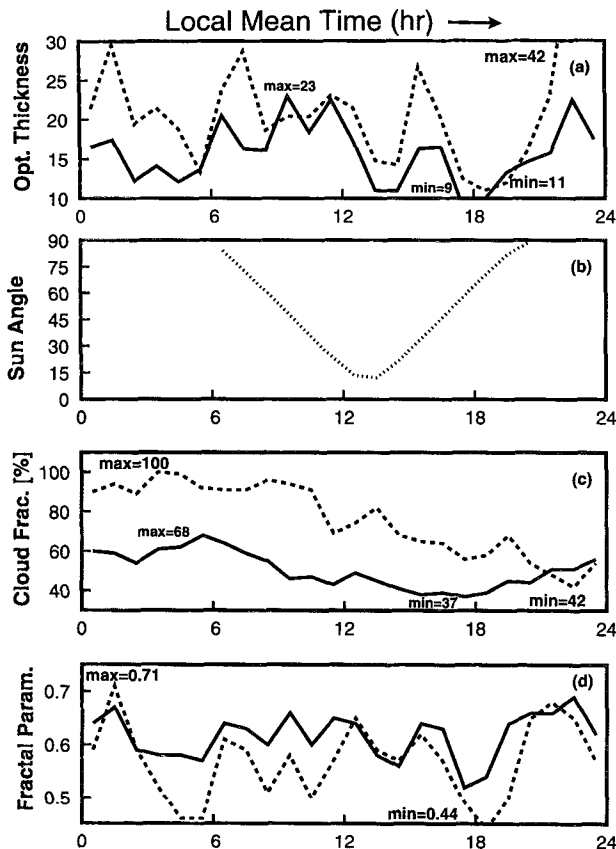 Local Mean Time (hr)
Opt. Thickness
30
25
20
15
10
max=23
max=42
(a)
min=9
min=11
0
6
12
18
24
Sun Angle
90
75
60
45
30
15
0
(b)
0
6
12
18
24
Cloud Frac. [%]
100
80
60
40
max=100
(c)
max=68
min=37
min=42
0
6
12
18
24
Fractal Param.
0.7
0.6
0.5
max=0.71
(d)
min=0.44
0
6
12
18
24